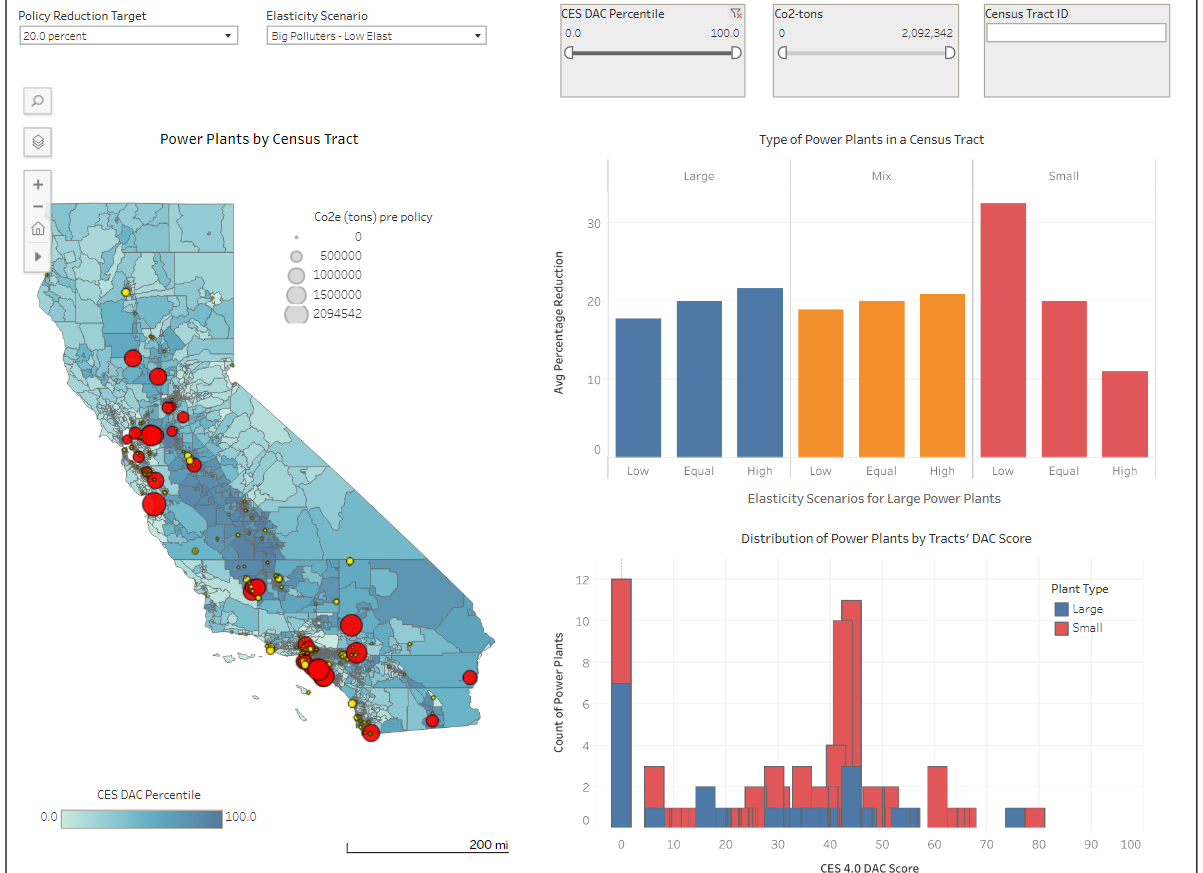 Policy Reduction Target
20.0 percent
Elasticity Scenario
Big Polluters - Low Elast
CES DAC Percentile
0.0 100.0
Co2-tons
0 2,092,342
Census Tract ID
Power Plants by Census Tract
Co2e (tons) pre policy
0
500000
1000000
1500000
2094542
CES DAC Percentile
0.0 100.0
200 mi
Type of Power Plants in a Census Tract
Large Mix Small
Avg Percentage Reduction
30
20
10
0
Low Equal High Low Equal High Low Equal High
Elasticity Scenarios for Large Power Plants
Distribution of Power Plants by Tracts' DAC Score
Plant Type
Large
Small
Count of Power Plants
12
10
8
6
4
2
0
0 10 20 30 40 50 60 70 80 90 100
CES 4.0 DAC Score